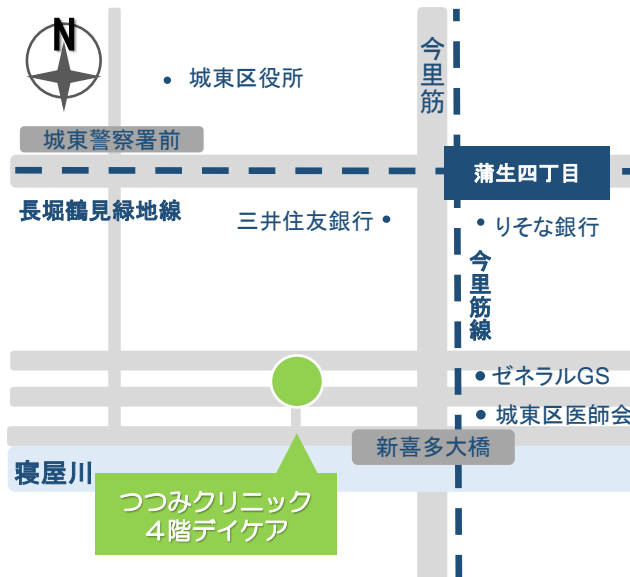 N
今里筋
城東区役所
城東警察署前
蒲生四丁目
長堀鶴見緑地線
三井住友銀行
りそな銀行
今里筋線
ゼネラルGS
城東区医師会
新喜多大橋
寝屋川
つつみクリニック
４階デイケア